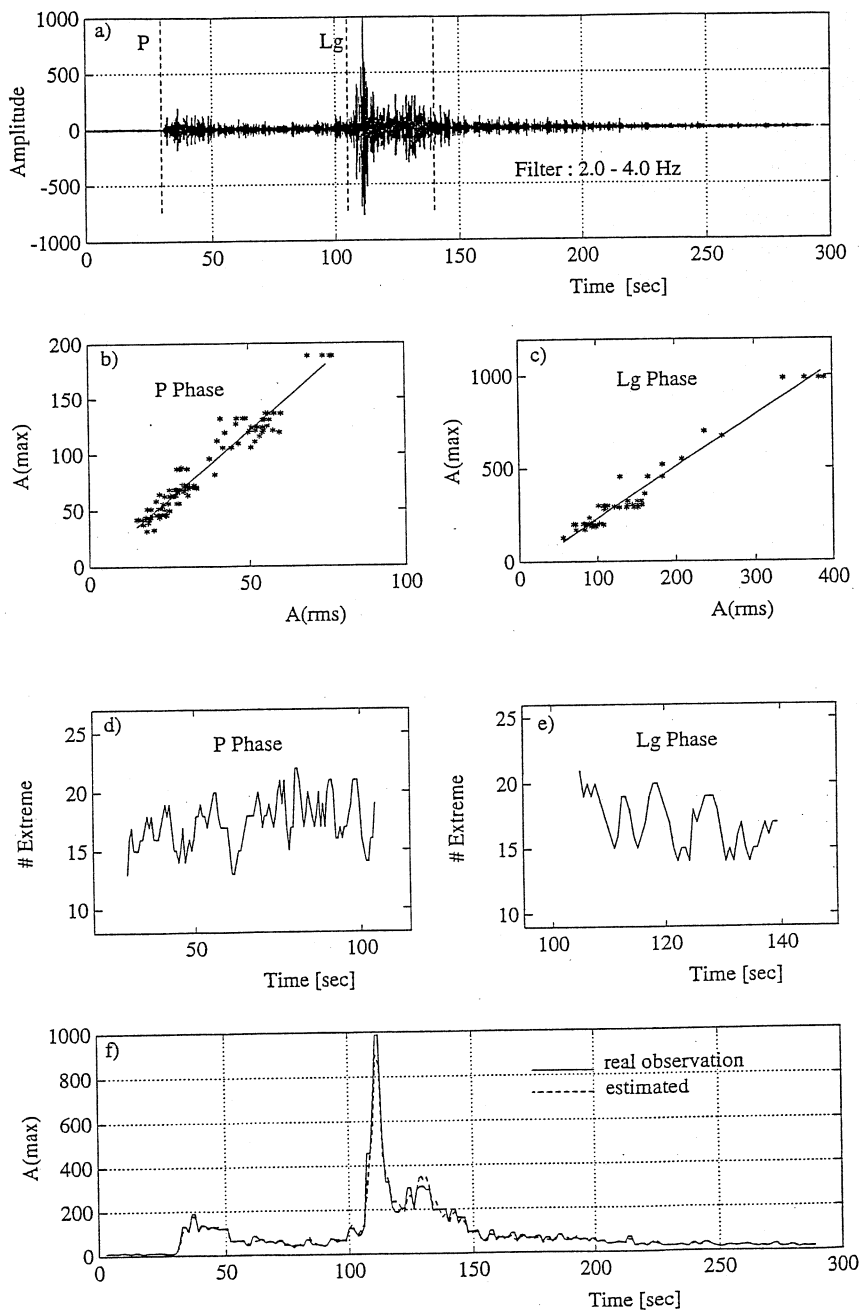 a)
P
Lg
1000
500
0
-500
-1000
Amplitude
Filter : 2.0 - 4.0 Hz
0 50 100 150 200 250 300
Time [sec]
b)
P Phase
200
150
100
50
0
A(max)
0 50 100
A(rms)
c)
Lg Phase
1000
500
0
A(max)
0 100 200 300 400
A(rms)
d)
P Phase
25
20
15
10
# Extreme
50 100
Time [sec]
e)
Lg Phase
25
20
15
10
# Extreme
100 120 140
Time [sec]
f)
real observation
estimated
1000
800
600
400
200
0
A(max)
0 50 100 150 200 250 300
Time [sec]